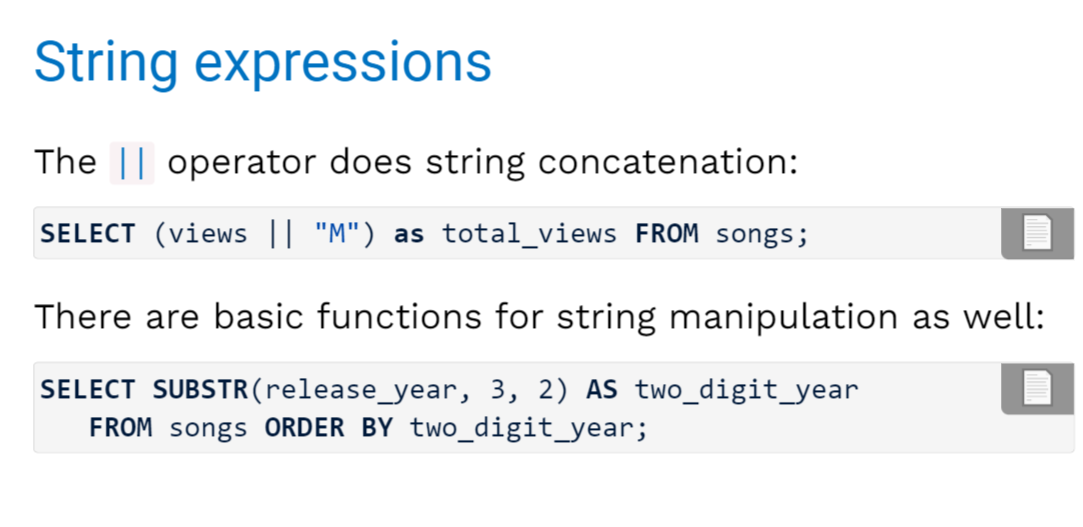 String expressions
The || operator does string concatenation:
SELECT (views || "M") as total_views FROM songs;
There are basic functions for string manipulation as well:
SELECT SUBSTR(release_year, 3, 2) AS two_digit_year
FROM songs ORDER BY two_digit_year;